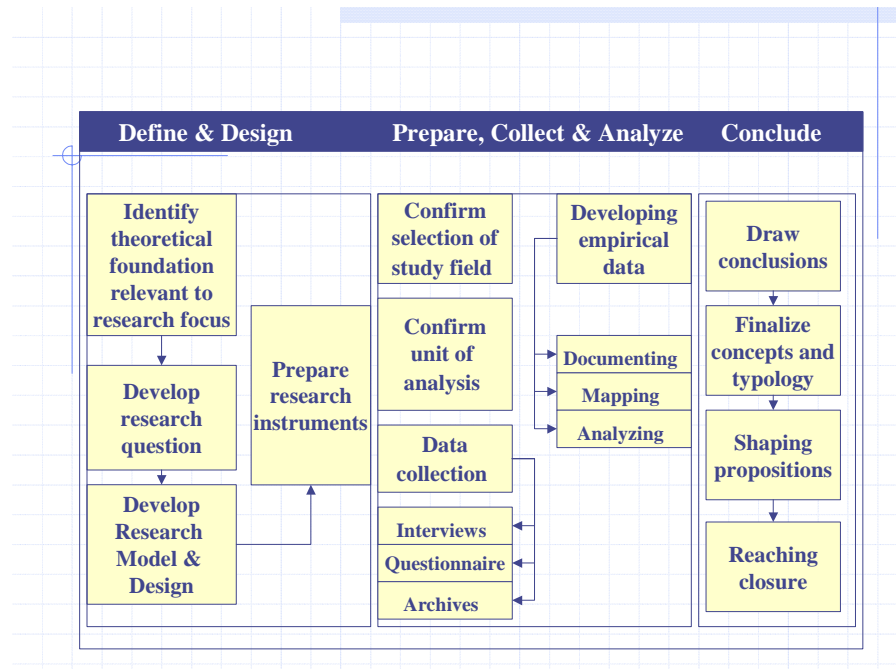 Define & Design
Prepare, Collect & Analyze
Conclude
Identify
theoretical
foundation
relevant to
research focus
Develop
research
question
Develop
Research
Model &
Design
Prepare
research
instruments
Confirm
selection of
study field
Confirm
unit of
analysis
Data
collection
Interviews
Questionnaire
Archives
Developing
empirical
data
Documenting
Mapping
Analyzing
Draw
conclusions
Finalize
concepts and
typology
Shaping
propositions
Reaching
closure